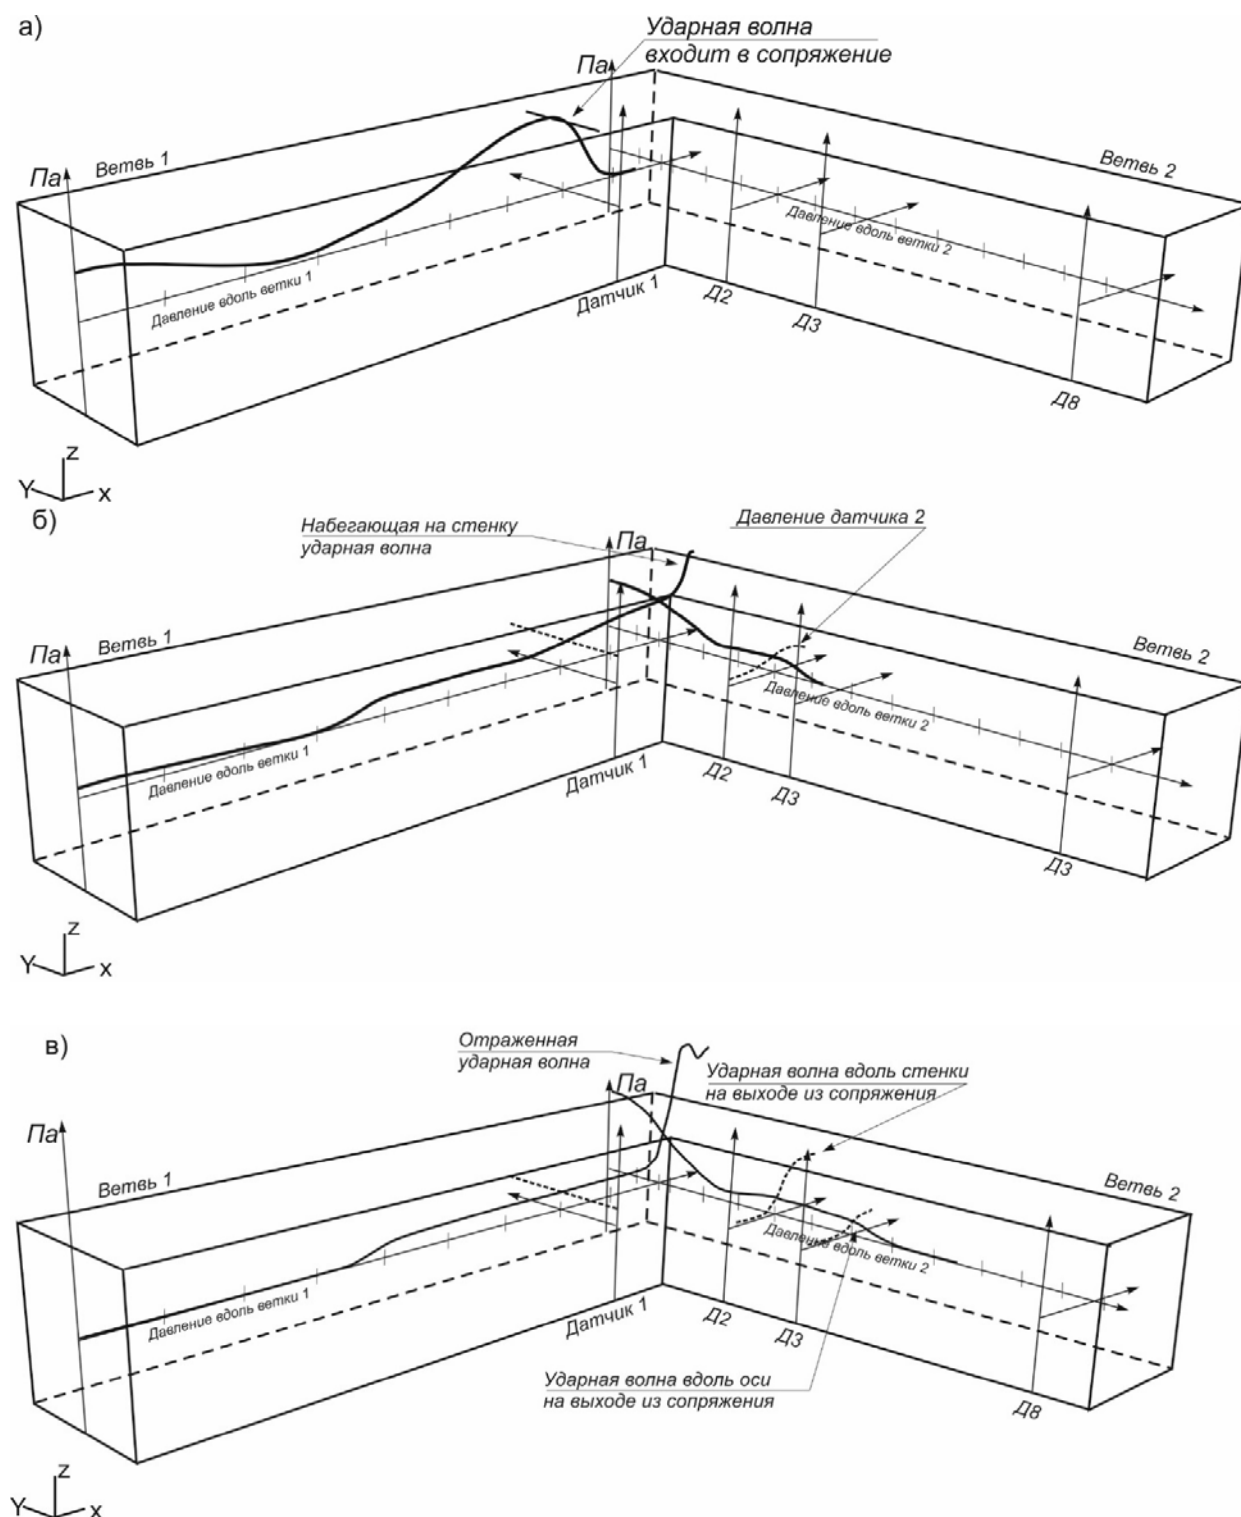 а)
Ударная волна
входит в сопряжение
Па
Ветвь 1
Па
Ветвь 2
Давление вдоль ветки 1
Давление вдоль ветки 2
Датчик 1
Д2
Д3
Д8
Z
Y
x
б)
Набегающая на стенку
ударная волна
Давление датчика 2
Па
Ветвь 1
Па
Ветвь 2
Давление вдоль ветки 1
Давление вдоль ветки 2
Датчик 1
Д2
Д3
Д3
Z
Y
x
в)
Отраженная
ударная волна
Ударная волна вдоль стенки
на выходе из сопряжения
Па
Па
Ветвь 1
Ветвь 2
Давление вдоль ветки 1
Давление вдоль ветки 2
Датчик 1
Д2
Д3
Ударная волна вдоль оси
на выходе из сопряжения
Д8
Z
Y
x